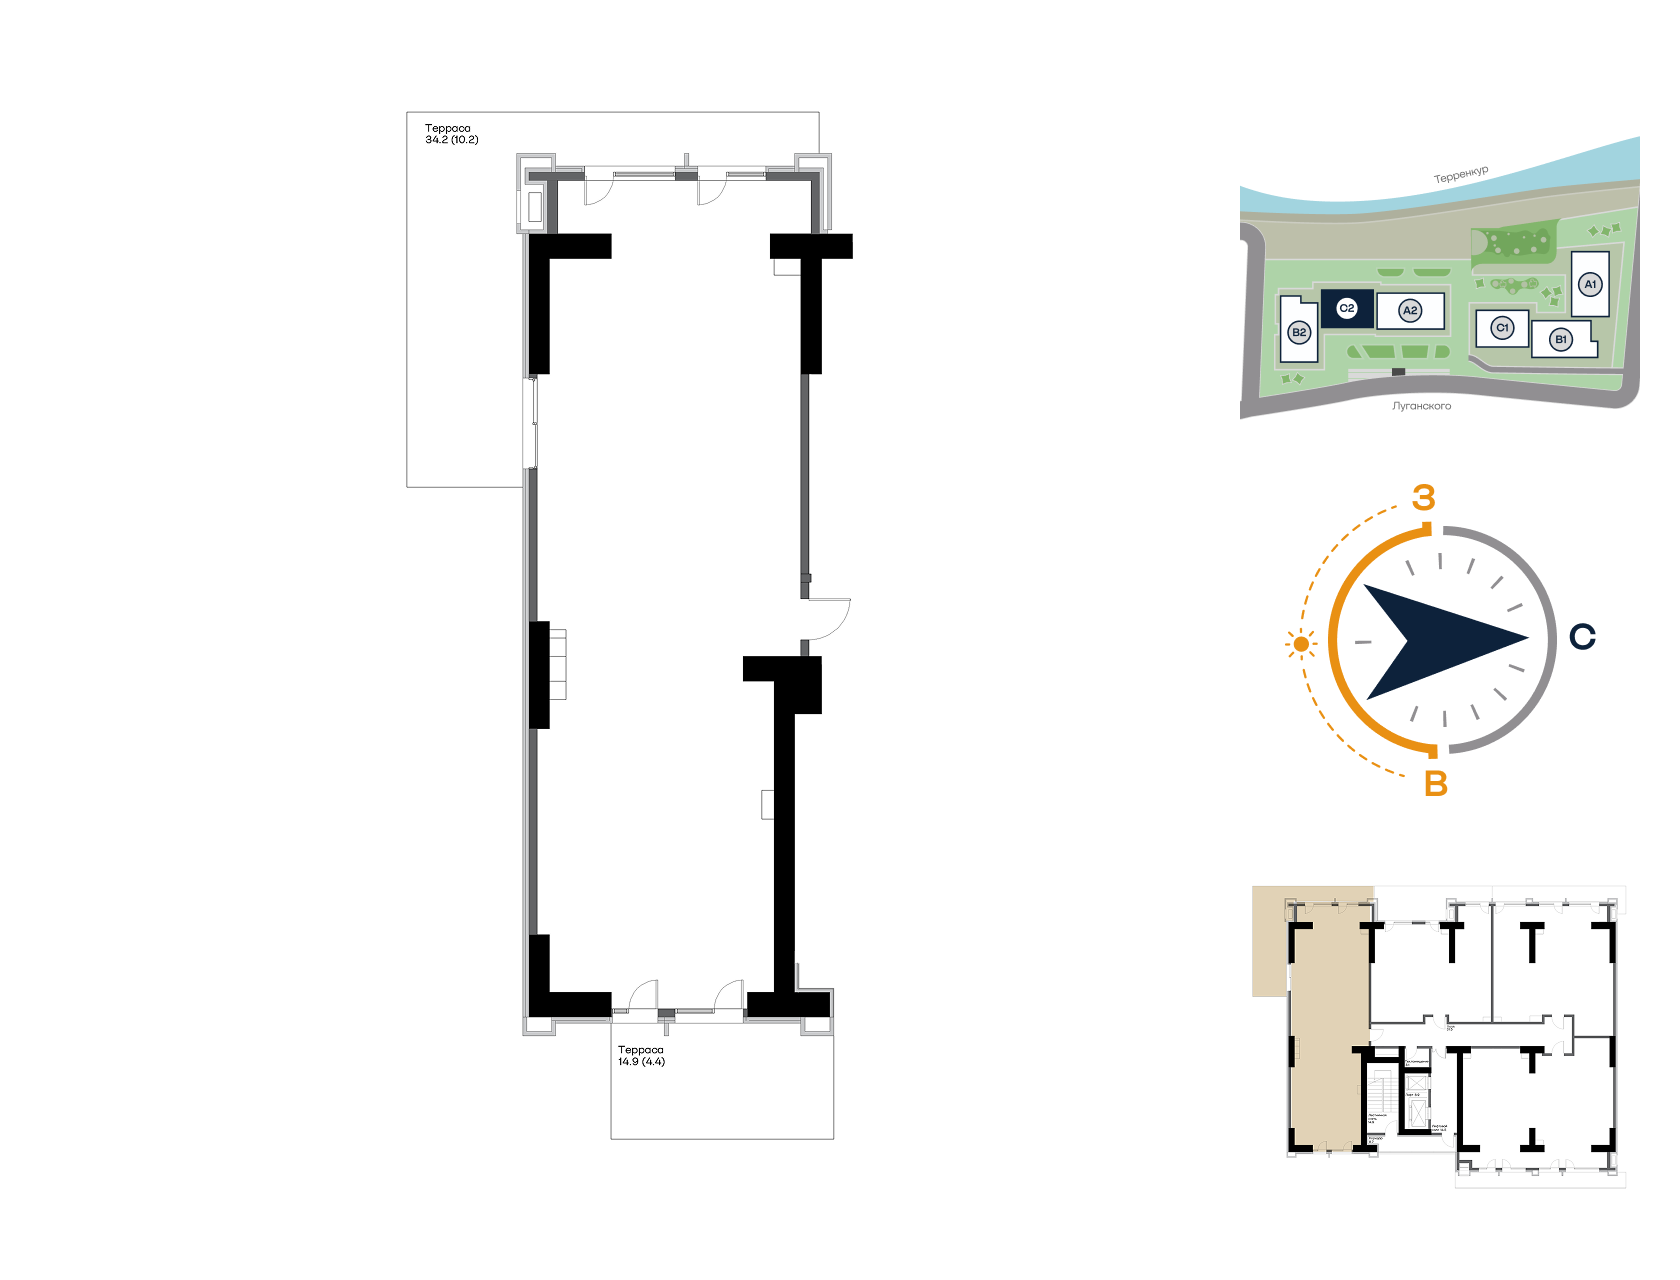 Терраса
34.2 (10.2)
Терраса
14.9 (4.4)
Терренкур
A1
C2
A2
B2
C1
B1
Луганского
З
С
В